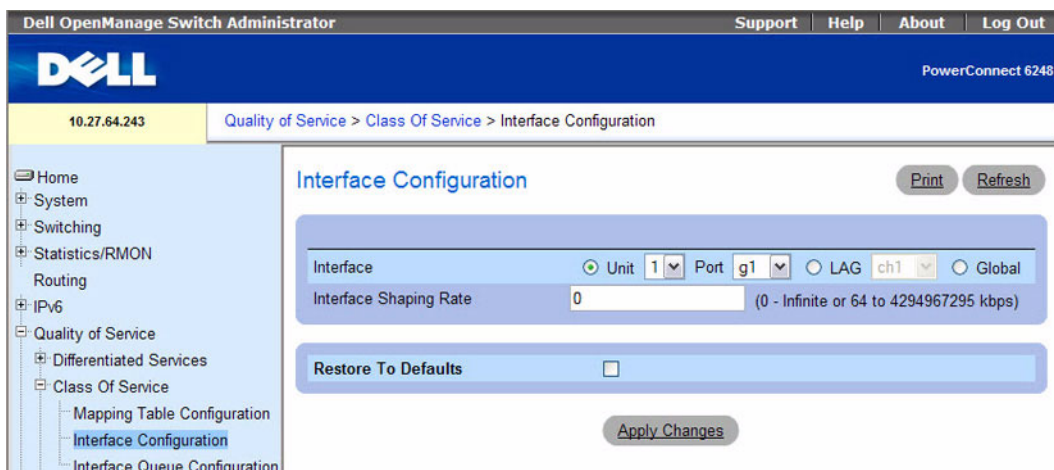 Dell OpenManage Switch Administrator Support Help About Log Out
DELL
PowerConnect 6248
10.27.64.243
Quality of Service > Class Of Service > Interface Configuration
Home
System
Switching
Statistics/RMON
Routing
IPv6
Quality of Service
Differentiated Services
Class Of Service
Mapping Table Configuration
Interface Configuration
Interface Queue Configuration
Interface Configuration
Print Refresh
Interface Unit 1 Port g1 LAG ch1 Global
Interface Shaping Rate 0 (0 - Infinite or 64 to 4294967295 kbps)
Restore To Defaults
Apply Changes